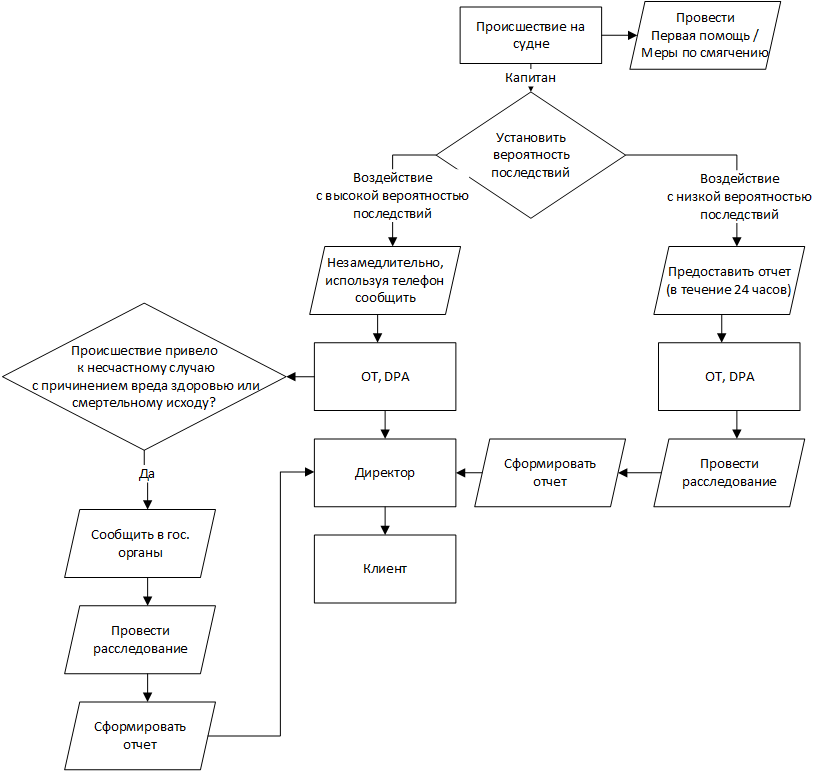 Происшествие на
судне
Провести
Первая помощь /
Меры по смягчению
Капитан
Установить
вероятность
последствий
Воздействие
с высокой вероятностью
последствий
Воздействие
с низкой вероятностью
последствий
Незамедлительно,
используя телефон
сообщить
Предоставить отчет
(в течение 24 часов)
Происшествие привело
к несчастному случаю
с причинением вреда здоровью или
смертельному исходу?
ОТ, DPA
ОТ, DPA
Да
Директор
Сформировать
отчет
Провести
расследование
Сообщить в гос.
органы
Клиент
Провести
расследование
Сформировать
отчет